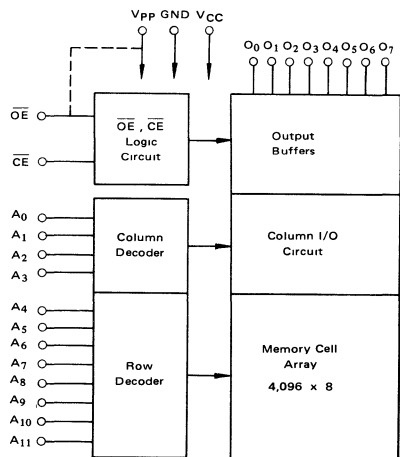 VPP GND VCC
O0 O1 O2 O3 O4 O5 O6 O7
OE
CE
OE , CE
Logic
Circuit
Output
Buffers
A0
A1
A2
A3
Column
Decoder
Column I/O
Circuit
A4
A5
A6
A7
A8
A9
A10
A11
Row
Decoder
Memory Cell
Array
4,096 × 8